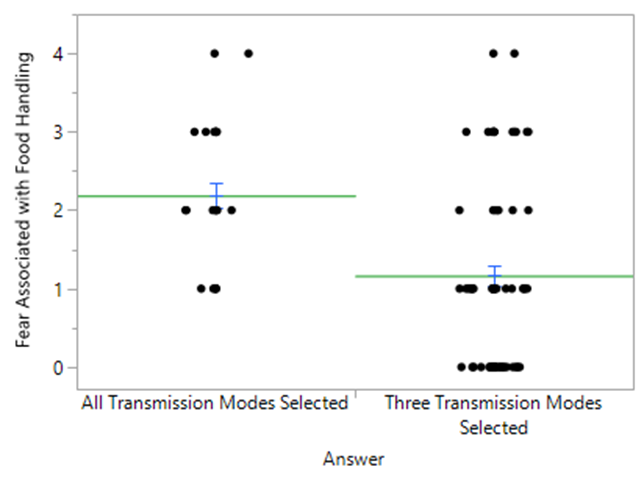 Fear Associated with Food Handling
4
3
2
1
0
All Transmission Modes Selected
Three Transmission Modes
Selected
Answer